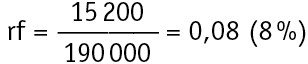 rf = 15 200 / 190 000 = 0,08 (8 %)